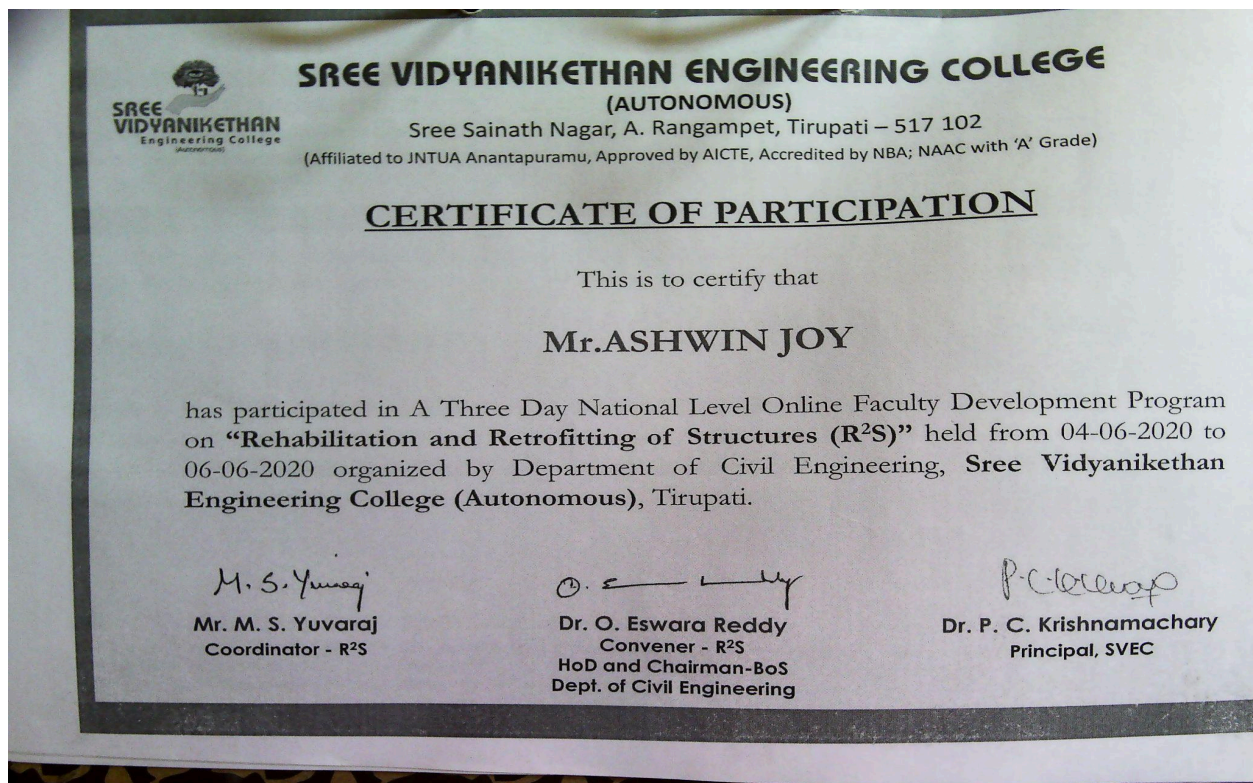 SREE VIDYANIKETHAN ENGINEERING COLLEGE
(AUTONOMOUS)
Sree Sainath Nagar, A. Rangampet, Tirupati – 517 102
(Affiliated to JNTUA Anantapuramu, Approved by AICTE, Accredited by NBA; NAAC with ‘A’ Grade)
SREE
VIDYANIKETHAN
Engineering College
(Autonomous)
CERTIFICATE OF PARTICIPATION
This is to certify that
Mr.ASHWIN JOY
has participated in A Three Day National Level Online Faculty Development Program
on “Rehabilitation and Retrofitting of Structures (R²S)” held from 04-06-2020 to
06-06-2020 organized by Department of Civil Engineering, Sree Vidyanikethan
Engineering College (Autonomous), Tirupati.
M. S. Yuvaraj
Mr. M. S. Yuvaraj
Coordinator - R²S
Dr. O. Eswara Reddy
Convener - R²S
HoD and Chairman-BoS
Dept. of Civil Engineering
Dr. P. C. Krishnamachary
Principal, SVEC